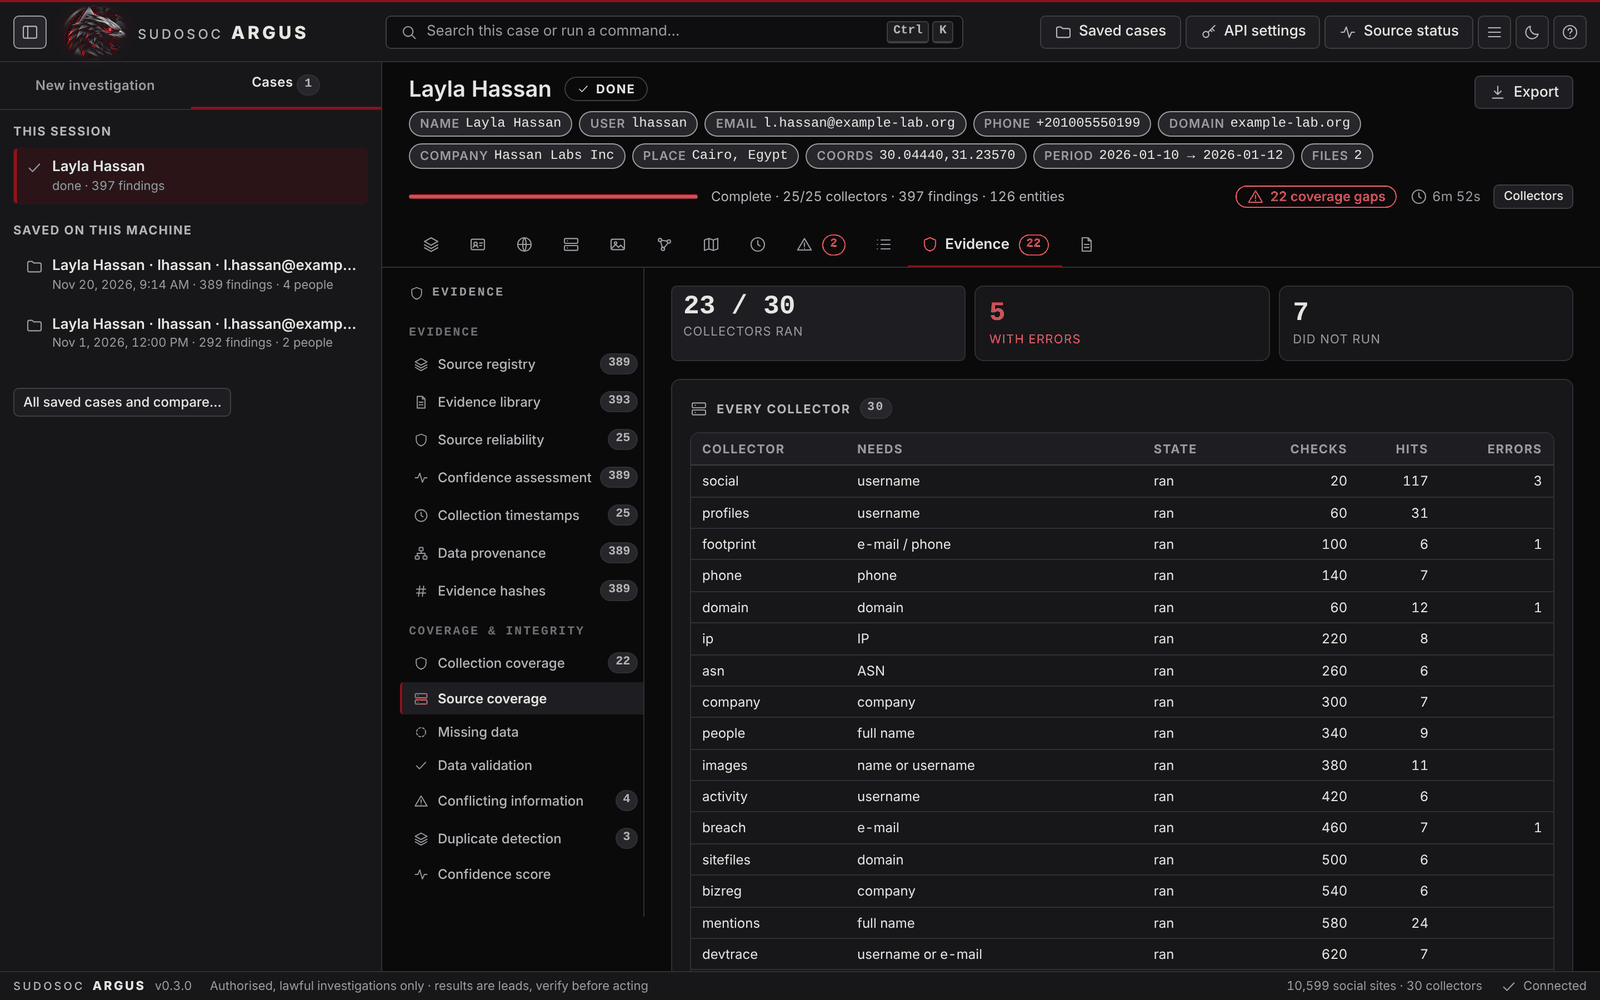 SUDOSOC ARGUS
Search this case or run a command...
Ctrl K
Saved cases
API settings
Source status
New investigation
Cases 1
THIS SESSION
Layla Hassan
done · 397 findings
SAVED ON THIS MACHINE
Layla Hassan · lhassan · l.hassan@examp...
Nov 20, 2026, 9:14 AM · 389 findings · 4 people
Layla Hassan · lhassan · l.hassan@examp...
Nov 1, 2026, 12:00 PM · 292 findings · 2 people
All saved cases and compare...
Layla Hassan
DONE
Export
NAME Layla Hassan
USER lhassan
EMAIL l.hassan@example-lab.org
PHONE +201005550199
DOMAIN example-lab.org
COMPANY Hassan Labs Inc
PLACE Cairo, Egypt
COORDS 30.04440,31.23570
PERIOD 2026-01-10 → 2026-01-12
FILES 2
Complete · 25/25 collectors · 397 findings · 126 entities
22 coverage gaps
6m 52s
Collectors
2
Evidence 22
EVIDENCE
EVIDENCE
Source registry 389
Evidence library 393
Source reliability 25
Confidence assessment 389
Collection timestamps 25
Data provenance 389
Evidence hashes 389
COVERAGE & INTEGRITY
Collection coverage 22
Source coverage
Missing data
Data validation
Conflicting information 4
Duplicate detection 3
Confidence score
23 / 30
COLLECTORS RAN
5
WITH ERRORS
7
DID NOT RUN
EVERY COLLECTOR 30
COLLECTOR NEEDS STATE CHECKS HITS ERRORS
social username ran 20 117 3
profiles username ran 60 31
footprint e-mail / phone ran 100 6 1
phone phone ran 140 7
domain domain ran 60 12 1
ip IP ran 220 8
asn ASN ran 260 6
company company ran 300 7
people full name ran 340 9
images name or username ran 380 11
activity username ran 420 6
breach e-mail ran 460 7 1
sitefiles domain ran 500 6
bizreg company ran 540 6
mentions full name ran 580 24
devtrace username or e-mail ran 620 7
SUDOSOC ARGUS v0.3.0 Authorised, lawful investigations only · results are leads, verify before acting
10,599 social sites · 30 collectors
Connected